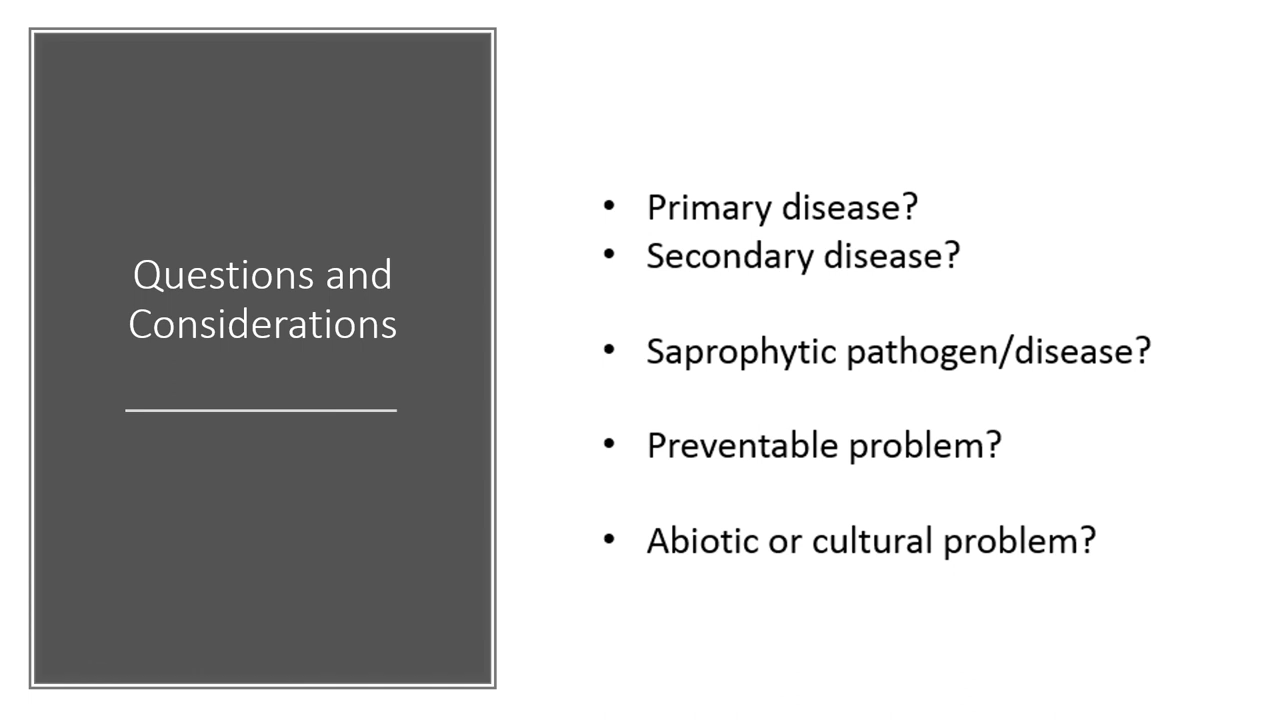 Questions and
Considerations
• Primary disease?
• Secondary disease?
• Saprophytic pathogen/disease?
• Preventable problem?
• Abiotic or cultural problem?